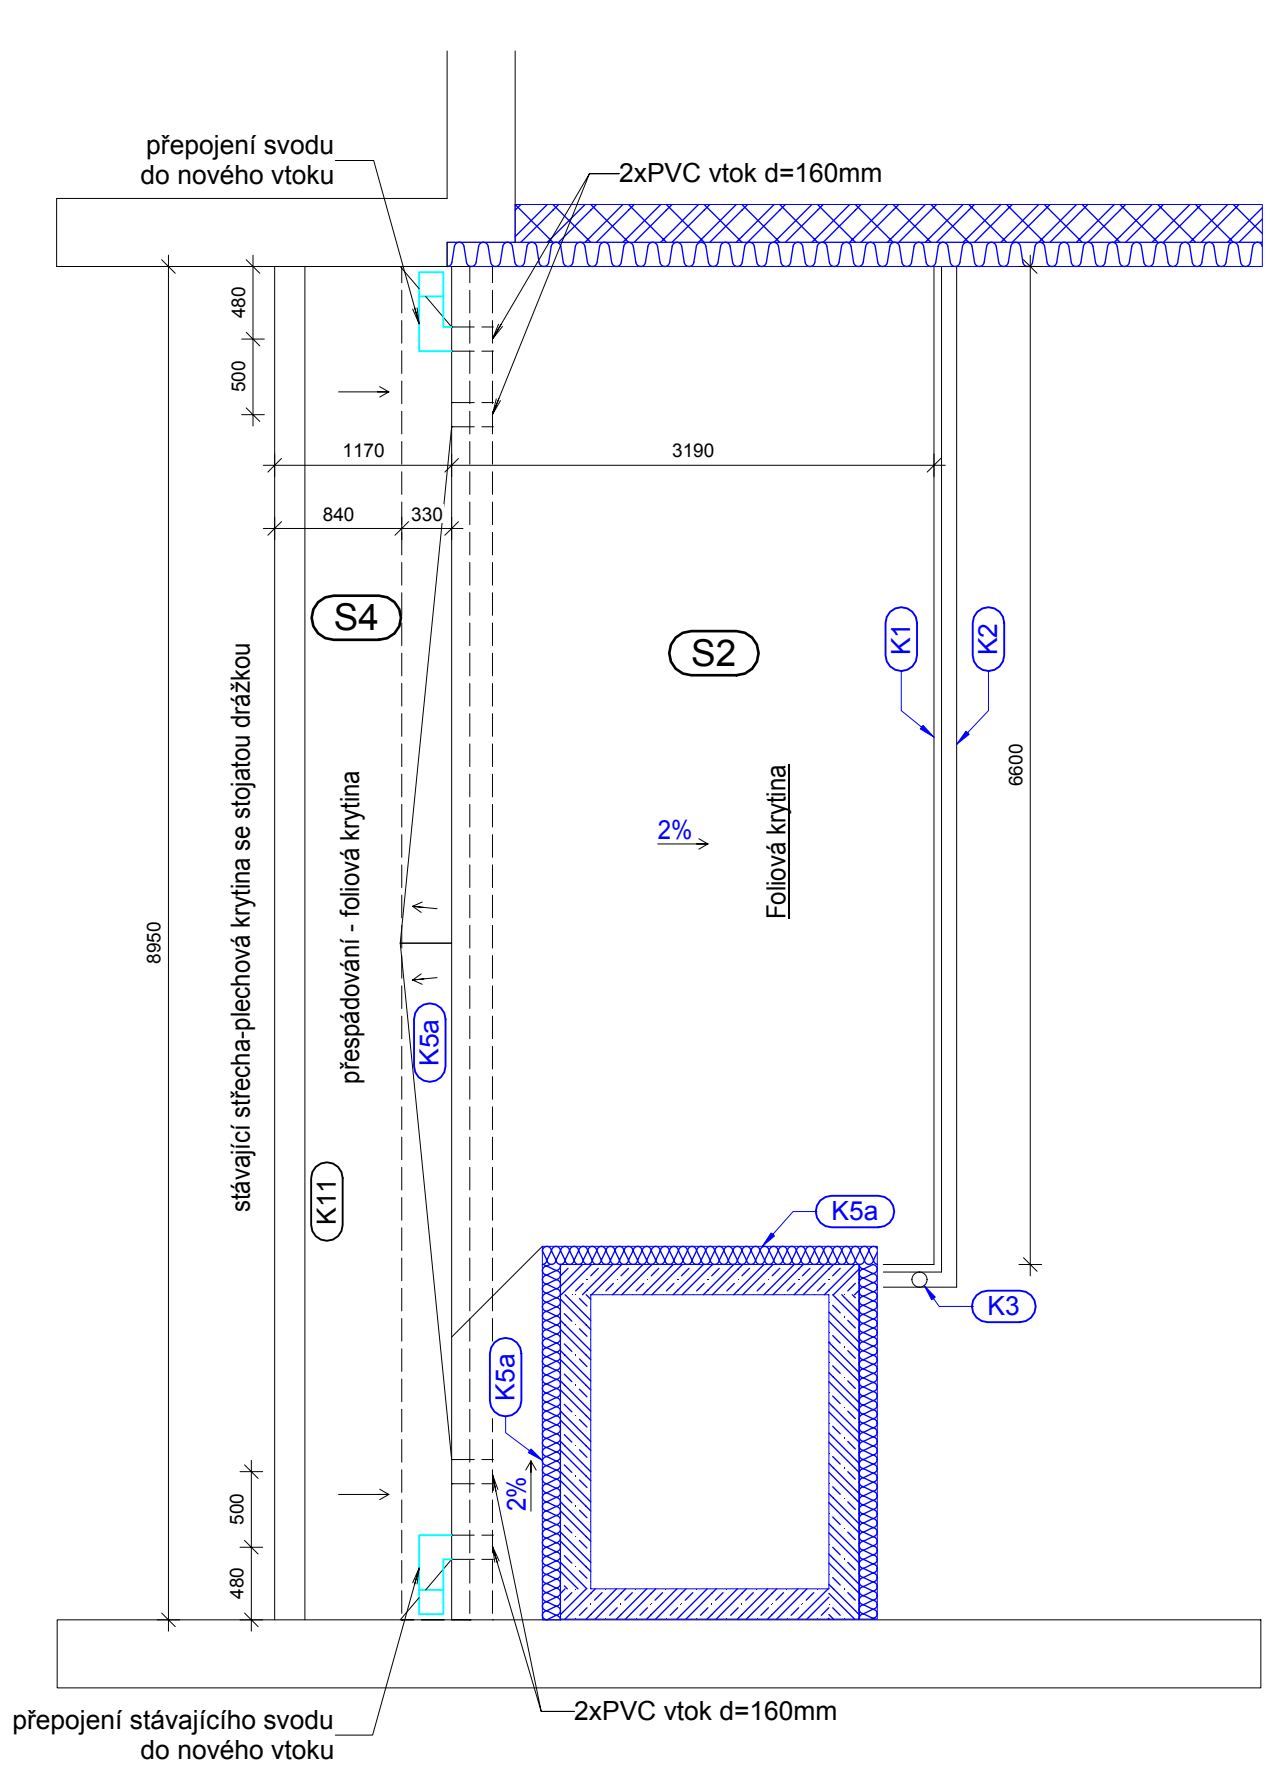 přepojení svodu
do nového vtoku
2xPVC vtok d=160mm
480
500
1170
3190
840
330
S4
S2
K1
K2
stávající střecha-plechová krytina se stojatou drážkou
přespádování - foliová krytina
Foliová krytina
2%
6600
8950
K5a
K11
K5a
K3
K5a
2%
500
480
2xPVC vtok d=160mm
přepojení stávajícího svodu
do nového vtoku